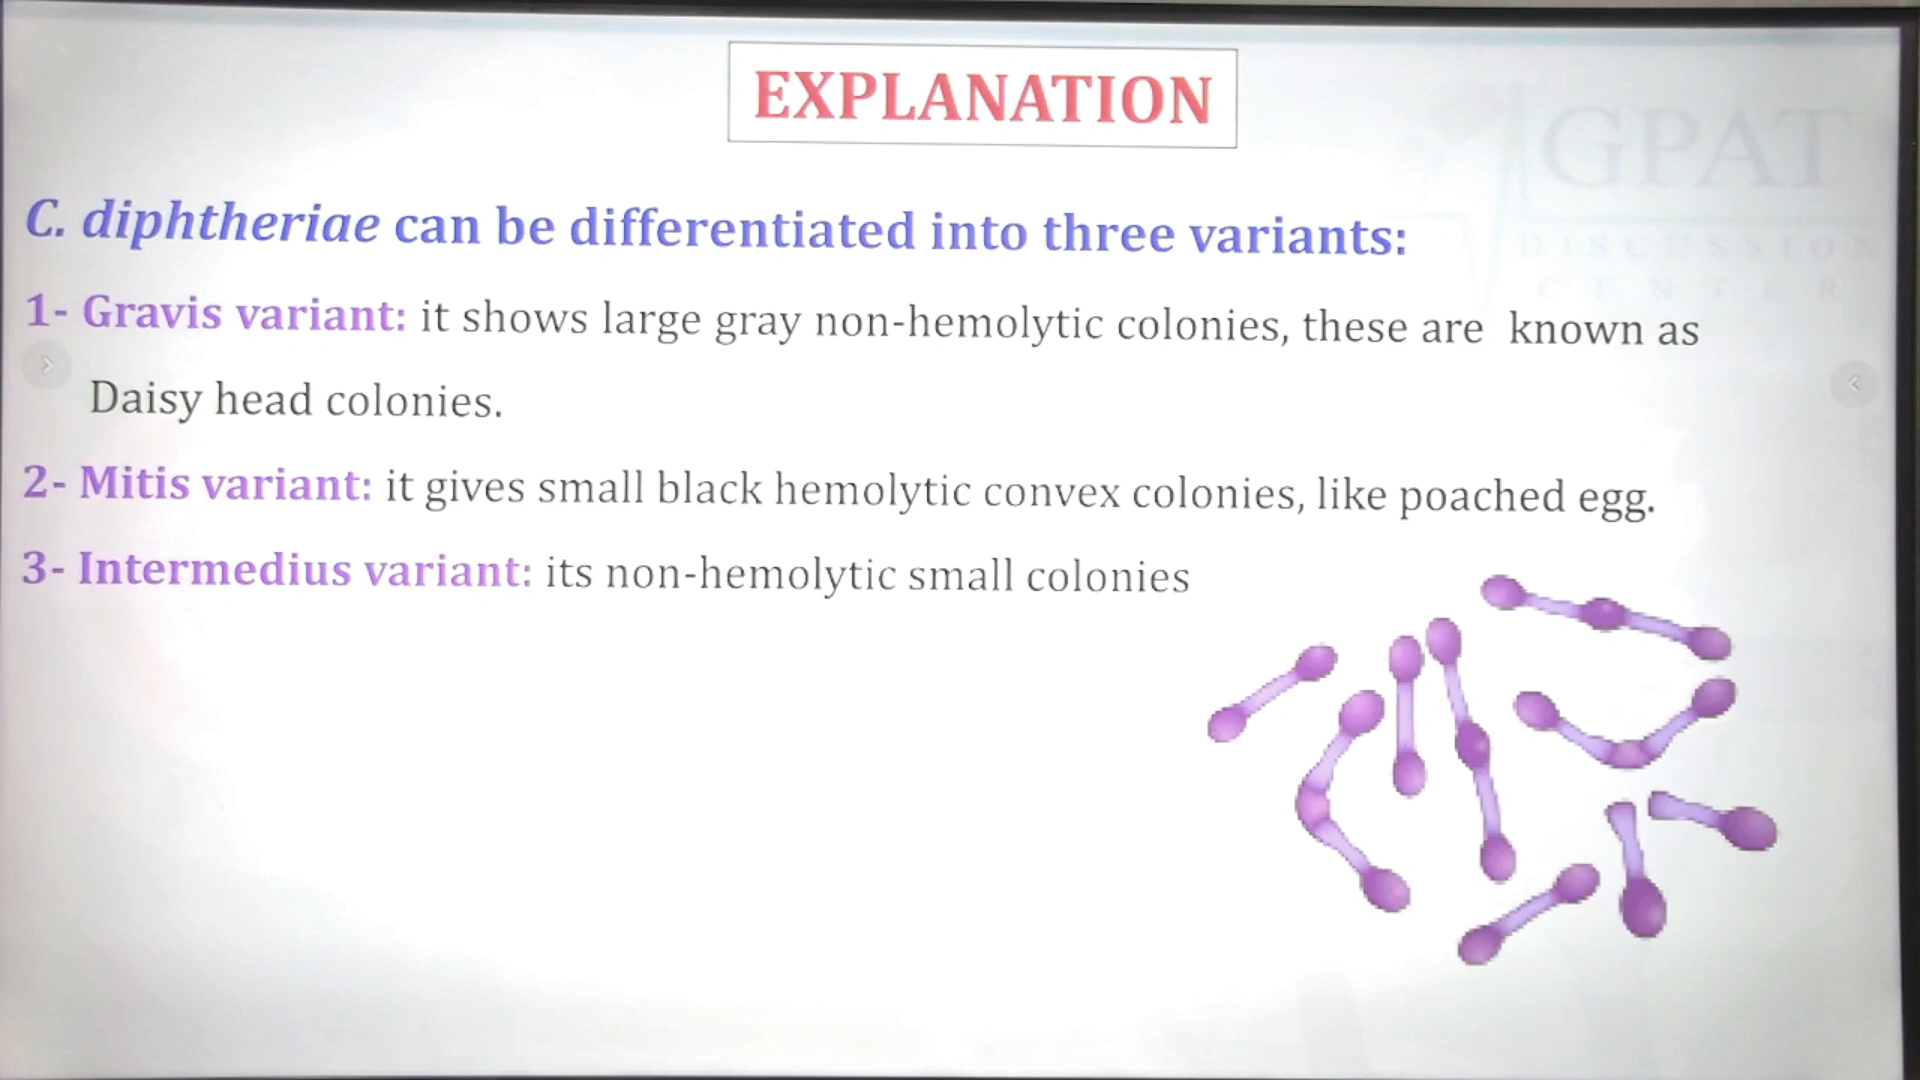 EXPLANATION
GPAT
DISCUSSION
CENTER
C. diphtheriae can be differentiated into three variants:
1- Gravis variant: it shows large gray non-hemolytic colonies, these are known as
Daisy head colonies.
2- Mitis variant: it gives small black hemolytic convex colonies, like poached egg.
3- Intermedius variant: its non-hemolytic small colonies